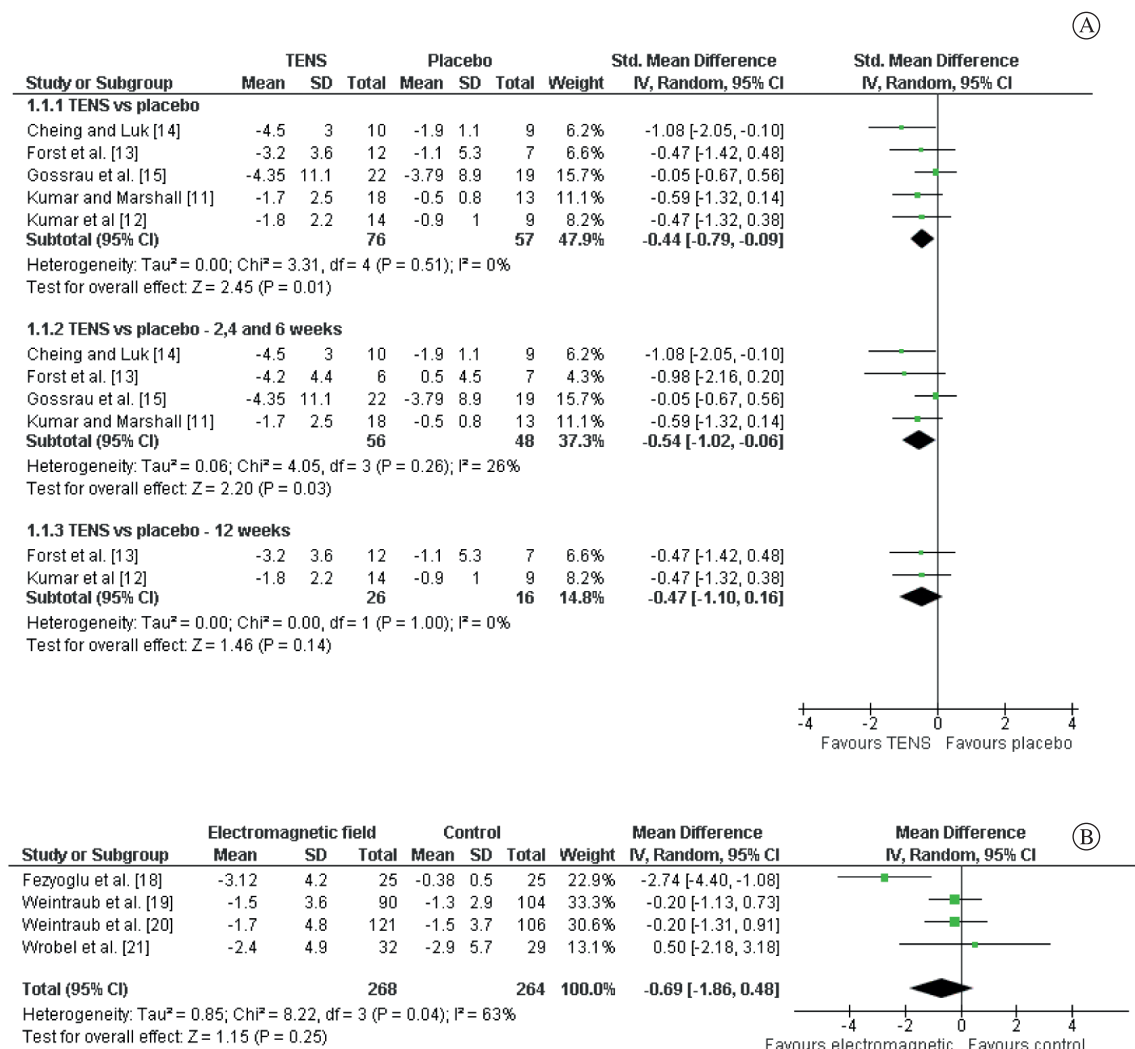 A
TENS Placebo Std. Mean Difference Std. Mean Difference
Study or Subgroup Mean SD Total Mean SD Total Weight IV, Random, 95% CI IV, Random, 95% CI
1.1.1 TENS vs placebo
Cheing and Luk [14] -4.5 3 10 -1.9 1.1 9 6.2% -1.08 [-2.05, -0.10]
Forst et al. [13] -3.2 3.6 12 -1.1 5.3 7 6.6% -0.47 [-1.42, 0.48]
Gossrau et al. [15] -4.35 11.1 22 -3.79 8.9 19 15.7% -0.05 [-0.67, 0.56]
Kumar and Marshall [11] -1.7 2.5 18 -0.5 0.8 13 11.1% -0.59 [-1.32, 0.14]
Kumar et al [12] -1.8 2.2 14 -0.9 1 9 8.2% -0.47 [-1.32, 0.38]
Subtotal (95% CI) 76 57 47.9% -0.44 [-0.79, -0.09]
Heterogeneity: Tau² = 0.00; Chi² = 3.31, df = 4 (P = 0.51); I² = 0%
Test for overall effect: Z = 2.45 (P = 0.01)
1.1.2 TENS vs placebo - 2,4 and 6 weeks
Cheing and Luk [14] -4.5 3 10 -1.9 1.1 9 6.2% -1.08 [-2.05, -0.10]
Forst et al. [13] -4.2 4.4 6 0.5 4.5 7 4.3% -0.98 [-2.16, 0.20]
Gossrau et al. [15] -4.35 11.1 22 -3.79 8.9 19 15.7% -0.05 [-0.67, 0.56]
Kumar and Marshall [11] -1.7 2.5 18 -0.5 0.8 13 11.1% -0.59 [-1.32, 0.14]
Subtotal (95% CI) 56 48 37.3% -0.54 [-1.02, -0.06]
Heterogeneity: Tau² = 0.06; Chi² = 4.05, df = 3 (P = 0.26); I² = 26%
Test for overall effect: Z = 2.20 (P = 0.03)
1.1.3 TENS vs placebo - 12 weeks
Forst et al. [13] -3.2 3.6 12 -1.1 5.3 7 6.6% -0.47 [-1.42, 0.48]
Kumar et al [12] -1.8 2.2 14 -0.9 1 9 8.2% -0.47 [-1.32, 0.38]
Subtotal (95% CI) 26 16 14.8% -0.47 [-1.10, 0.16]
Heterogeneity: Tau² = 0.00; Chi² = 0.00, df = 1 (P = 1.00); I² = 0%
Test for overall effect: Z = 1.46 (P = 0.14)
-4 -2 0 2 4
Favours TENS Favours placebo
B
Electromagnetic field Control Mean Difference Mean Difference
Study or Subgroup Mean SD Total Mean SD Total Weight IV, Random, 95% CI IV, Random, 95% CI
Fezyoglu et al. [18] -3.12 4.2 25 -0.38 0.5 25 22.9% -2.74 [-4.40, -1.08]
Weintraub et al. [19] -1.5 3.6 90 -1.3 2.9 104 33.3% -0.20 [-1.13, 0.73]
Weintraub et al. [20] -1.7 4.8 121 -1.5 3.7 106 30.6% -0.20 [-1.31, 0.91]
Wrobel et al. [21] -2.4 4.9 32 -2.9 5.7 29 13.1% 0.50 [-2.18, 3.18]
Total (95% CI) 268 264 100.0% -0.69 [-1.86, 0.48]
Heterogeneity: Tau² = 0.85; Chi² = 8.22, df = 3 (P = 0.04); I² = 63%
Test for overall effect: Z = 1.15 (P = 0.25)
-4 -2 0 2 4
Favours electromagnetic Favours control